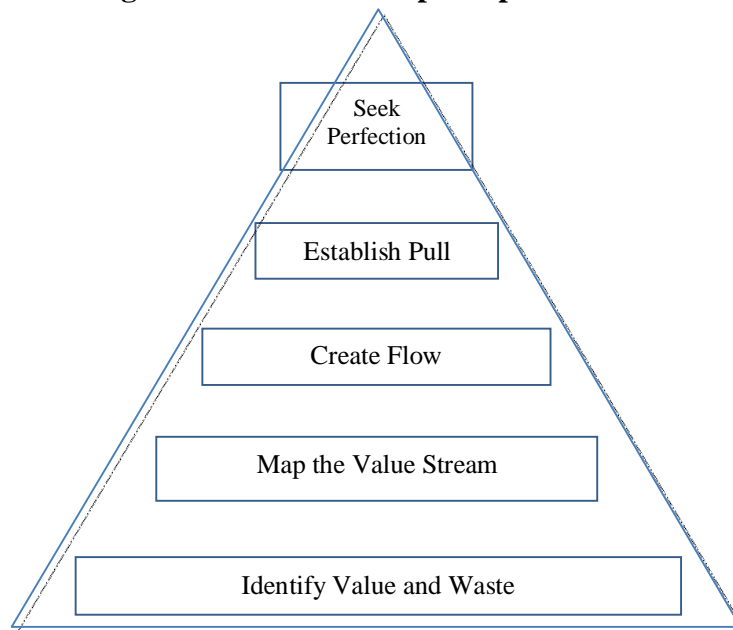 Seek
Perfection
Establish Pull
Create Flow
Map the Value Stream
Identify Value and Waste